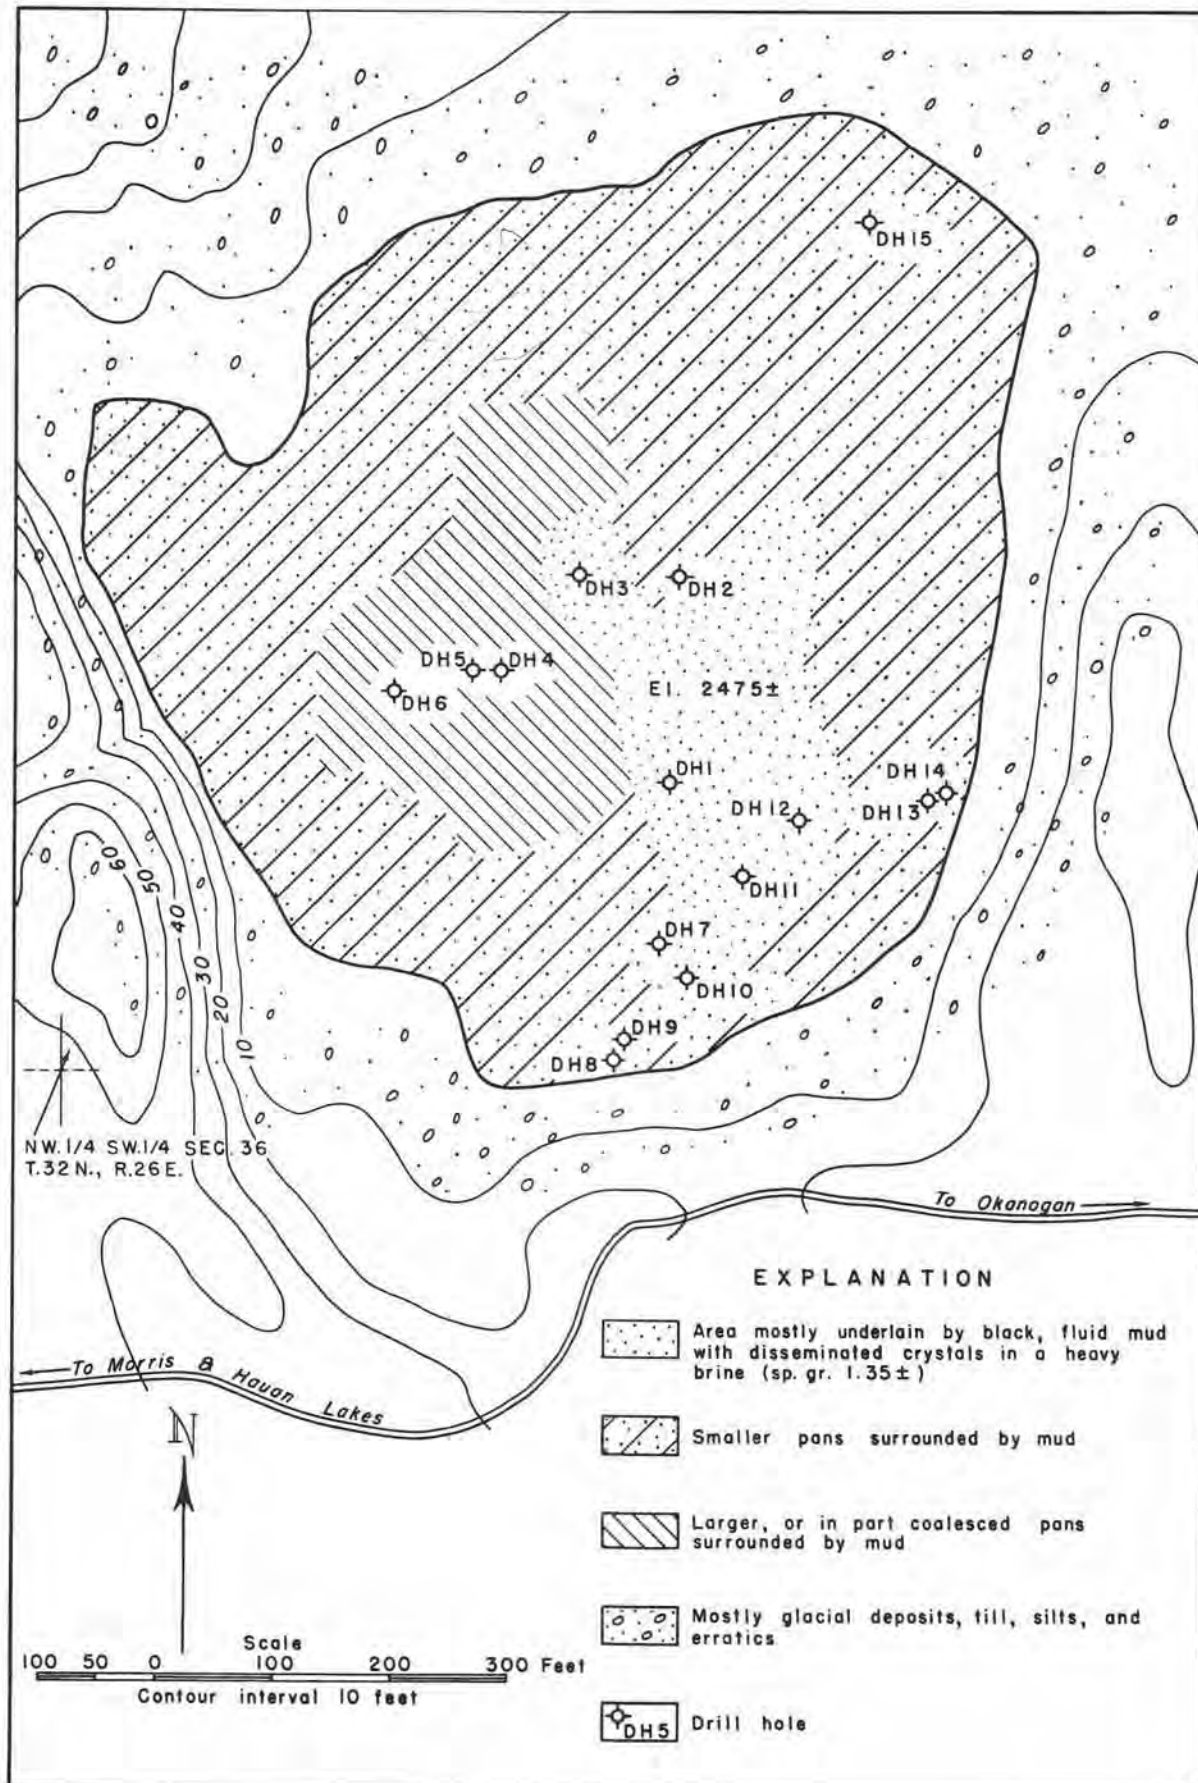 DH15
DH3
DH2
DH5
DH4
DH6
El. 2475±
DH1
DH14
DH12
DH13
DH11
DH7
DH10
DH9
DH8
60
50
40
30
20
10
NW.1/4 SW.1/4 SEC. 36
T.32N., R.26E.
To Okanogan
To Morris & Hauan Lakes
EXPLANATION
Area mostly underlain by black, fluid mud
with disseminated crystals in a heavy
brine (sp. gr. 1.35±)
Smaller pans surrounded by mud
Larger, or in part coalesced pans
surrounded by mud
Mostly glacial deposits, till, silts, and
erratics
DH5
Drill hole
N
Scale
100 50 0 100 200 300 Feet
Contour interval 10 feet